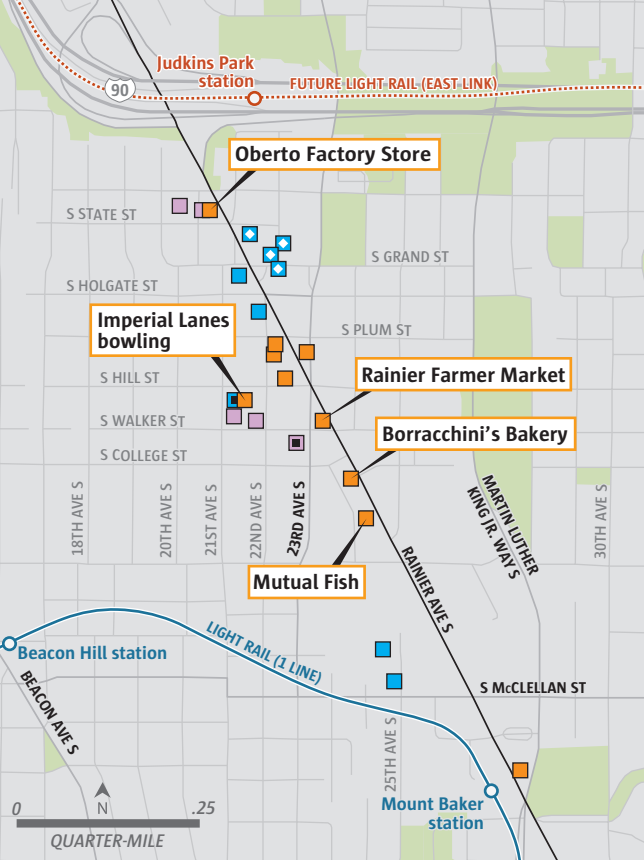 Judkins Park
station
90
FUTURE LIGHT RAIL (EAST LINK)
Oberto Factory Store
S STATE ST
S GRAND ST
S HOLGATE ST
Imperial Lanes
bowling
S PLUM ST
S HILL ST
Rainier Farmer Market
S WALKER ST
Borracchini’s Bakery
S COLLEGE ST
18TH AVE S
20TH AVE S
21ST AVE S
22ND AVE S
23RD AVE S
MARTIN LUTHER
KING JR. WAY S
30TH AVE S
Mutual Fish
RAINIER AVE S
LIGHT RAIL (1 LINE)
Beacon Hill station
BEACON AVE S
S McCLELLAN ST
25TH AVE S
Mount Baker
station
N
0
.25
QUARTER-MILE